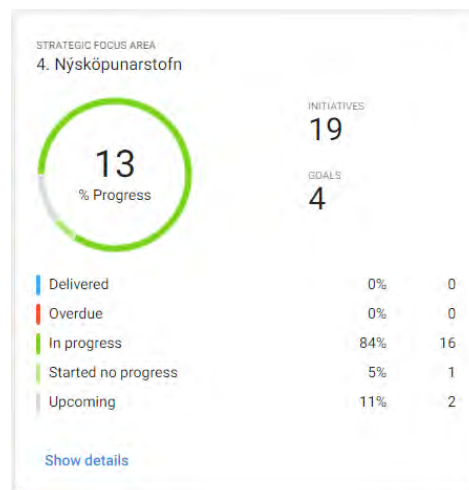 STRATEGIC FOCUS AREA
4. Nýsköpunarstofn
13
% Progress
INITIATIVES
19
GOALS
4
Delivered 0% 0
Overdue 0% 0
In progress 84% 16
Started no progress 5% 1
Upcoming 11% 2
Show details